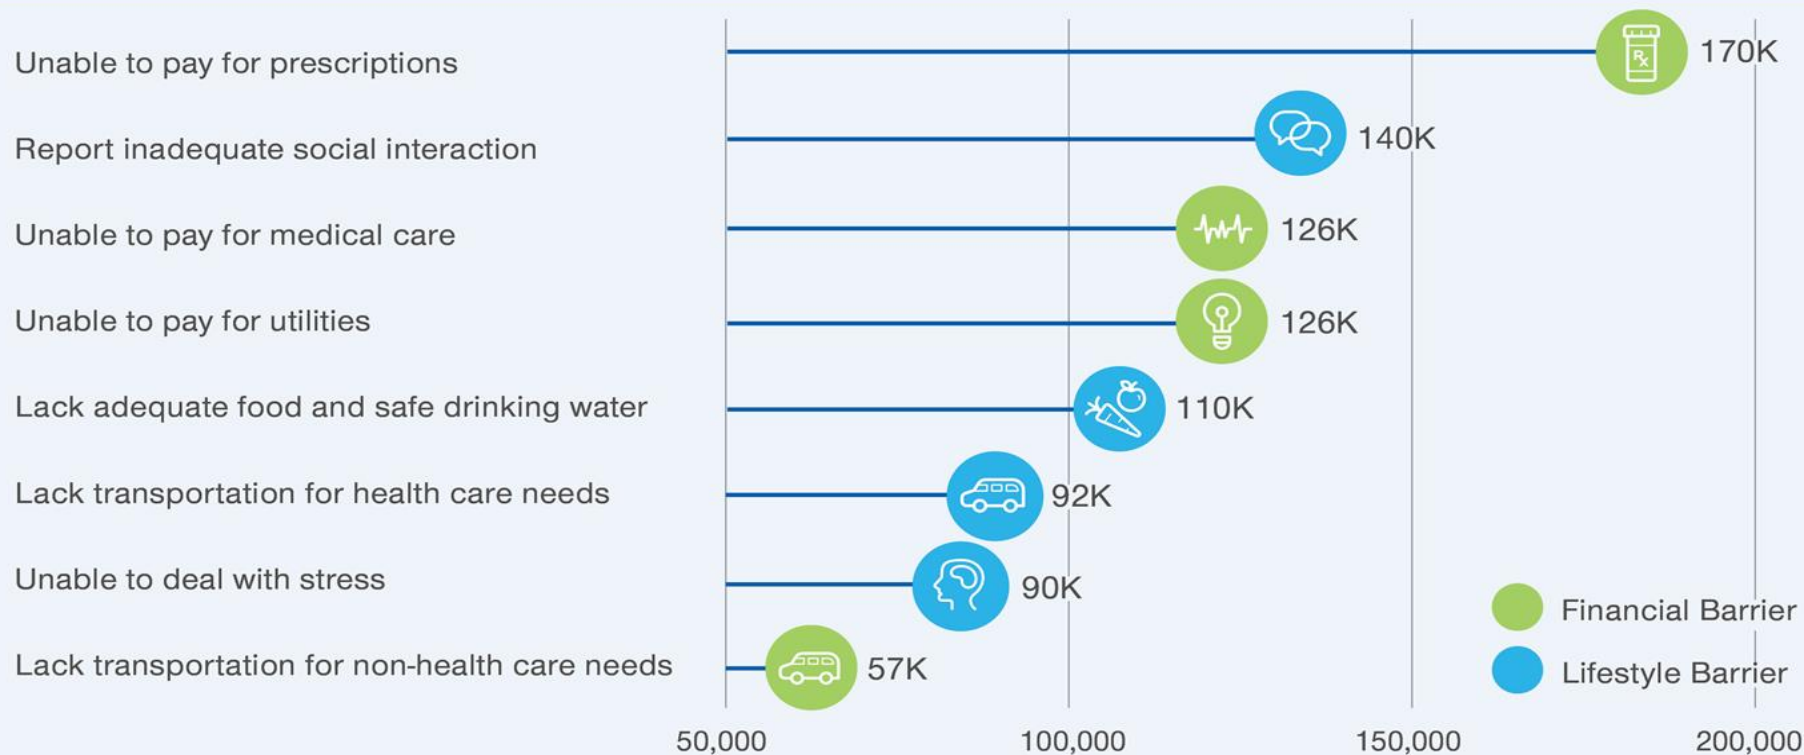 Unable to pay for prescriptions 170K
Report inadequate social interaction 140K
Unable to pay for medical care 126K
Unable to pay for utilities 126K
Lack adequate food and safe drinking water 110K
Lack transportation for health care needs 92K
Unable to deal with stress 90K
Lack transportation for non-health care needs 57K
Rx
Financial Barrier
Lifestyle Barrier
50,000 100,000 150,000 200,000